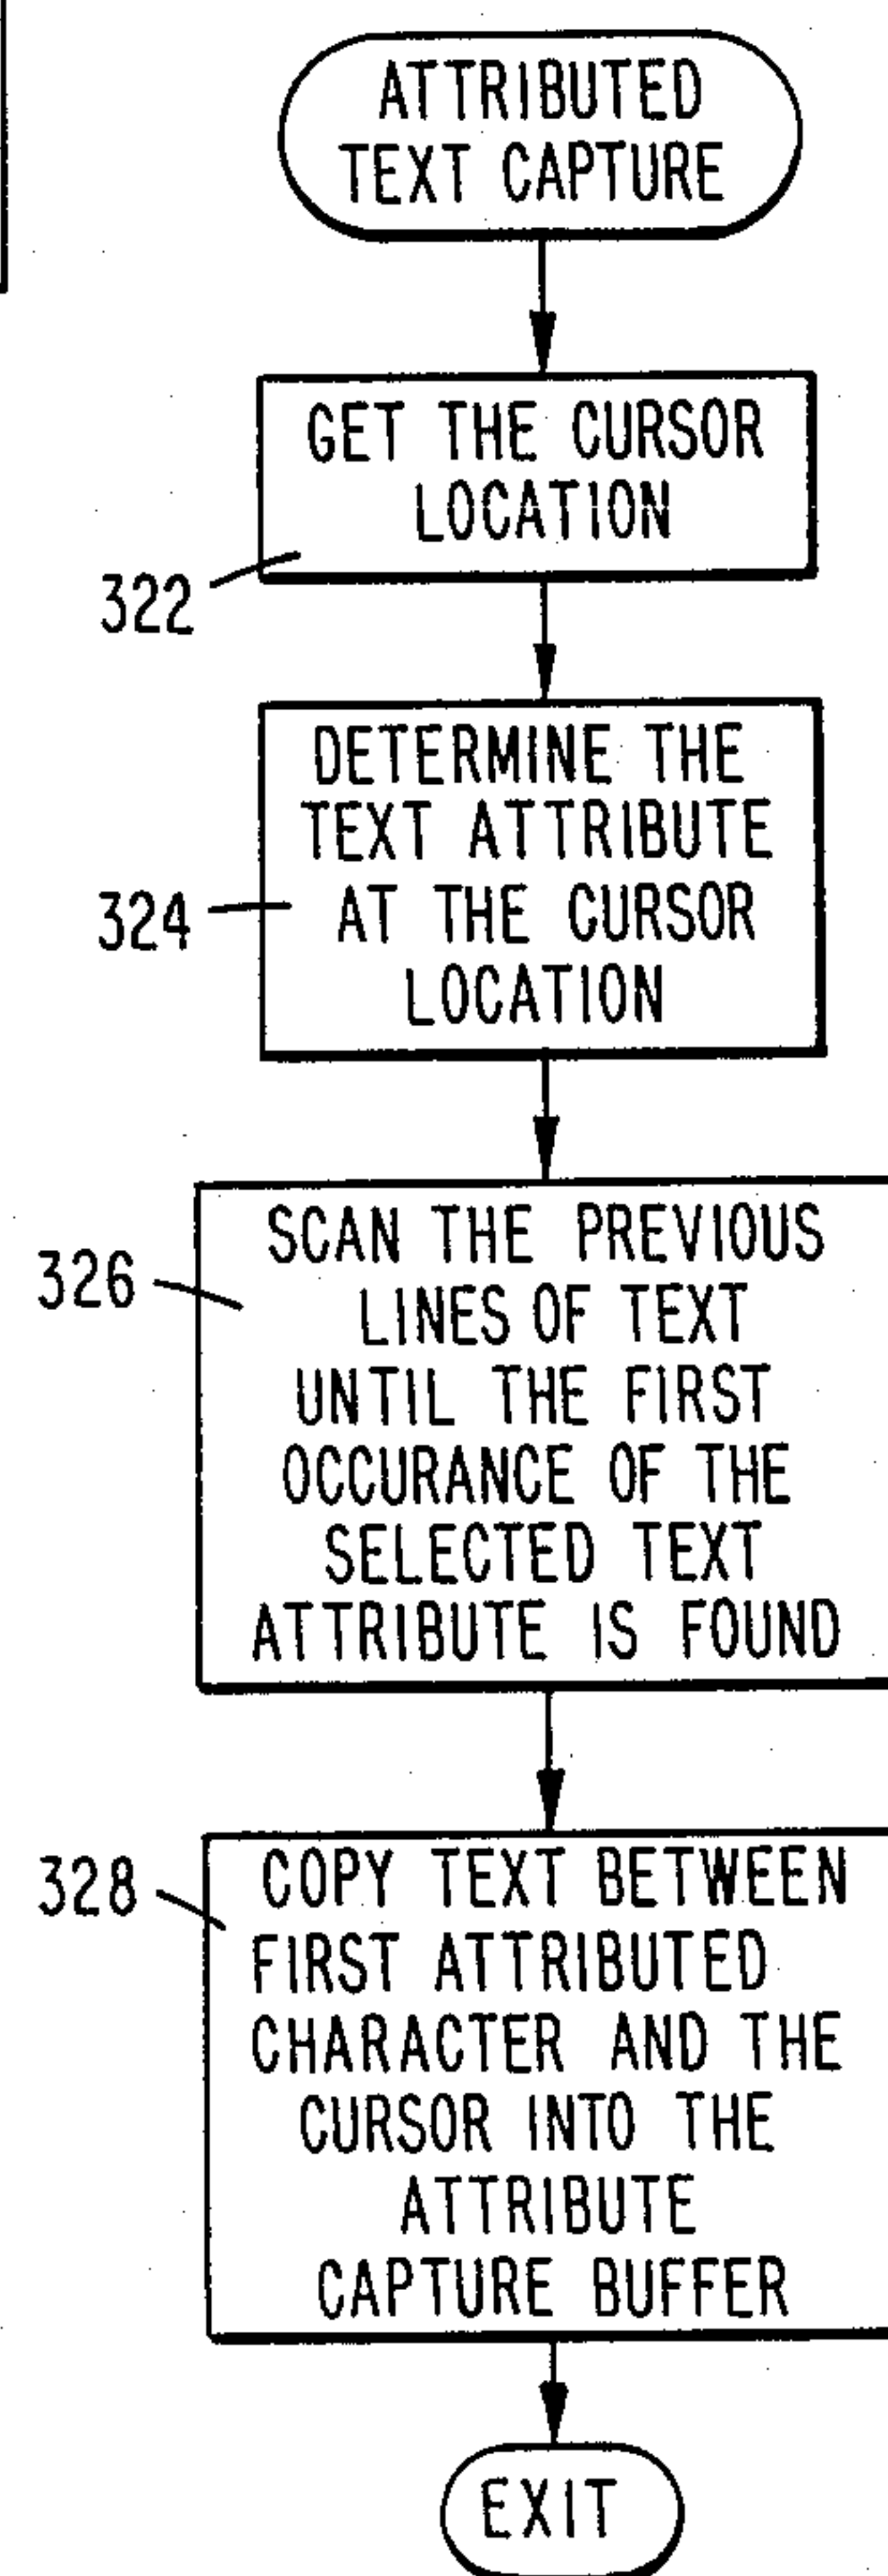 ATTRIBUTED
TEXT CAPTURE
GET THE CURSOR
LOCATION
322
DETERMINE THE
TEXT ATTRIBUTE
AT THE CURSOR
LOCATION
324
SCAN THE PREVIOUS
LINES OF TEXT
UNTIL THE FIRST
OCCURANCE OF THE
SELECTED TEXT
ATTRIBUTE IS FOUND
326
COPY TEXT BETWEEN
FIRST ATTRIBUTED
CHARACTER AND THE
CURSOR INTO THE
ATTRIBUTE
CAPTURE BUFFER
328
EXIT